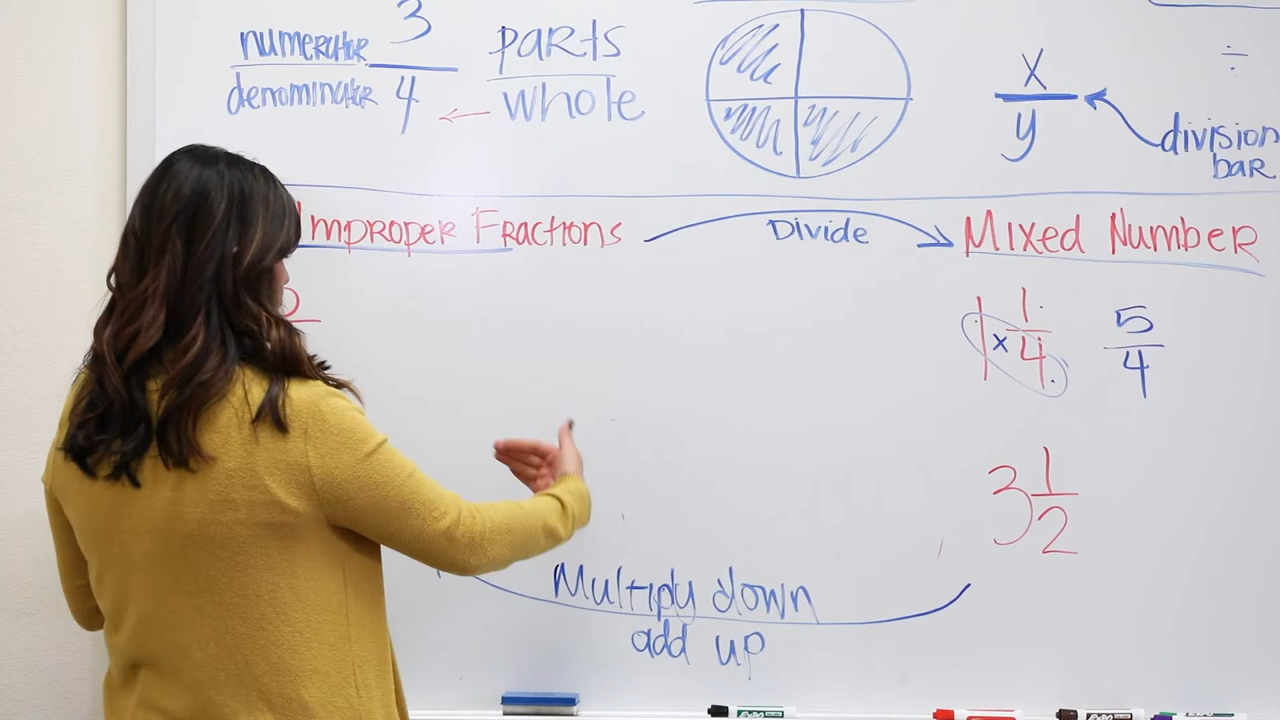 numerator 3 parts
denominator 4 ← whole
x
y
÷
division
bar
Improper Fractions Divide Mixed Number
1 × 1/4 5/4
3 1/2
Multiply down
add up